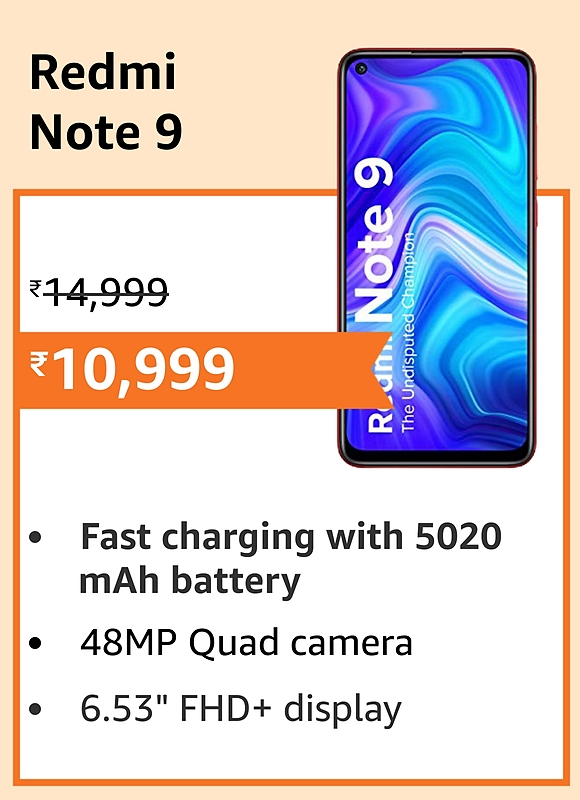 Redmi
Note 9
₹14,999
₹10,999
Redmi Note 9
The Undisputed Champion
• Fast charging with 5020
mAh battery
• 48MP Quad camera
• 6.53" FHD+ display